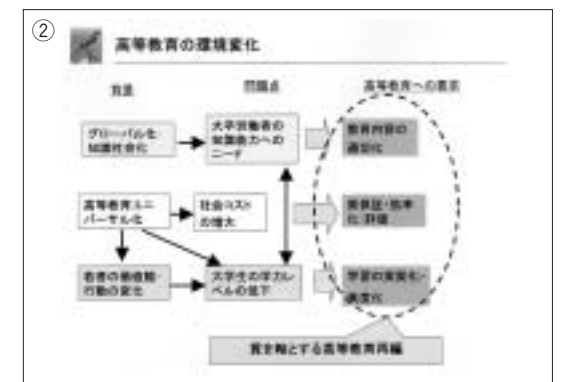 ②
高等教育の環境変化
背景
問題点
高等教育への要求
グローバル化・
知識社会化
大卒労働者の
知識能力への
ニード
教育内容の
適切化
高等教育ユニ
バーサル化
社会コスト
の増大
質保証・効率
化 評価
若者の価値観・
行動の変化
大学生の学力レ
ベルの低下
学習の実質化・
高度化
質を軸とする高等教育再編